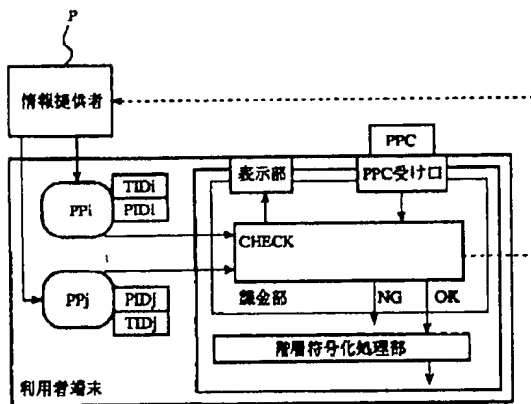 P
情報提供者
PPC
表示部
PPC受け口
PPi
TIDi
PIDi
CHECK
PPj
PIDj
TIDj
課金部
NG
OK
階層符号化処理部
利用者端末